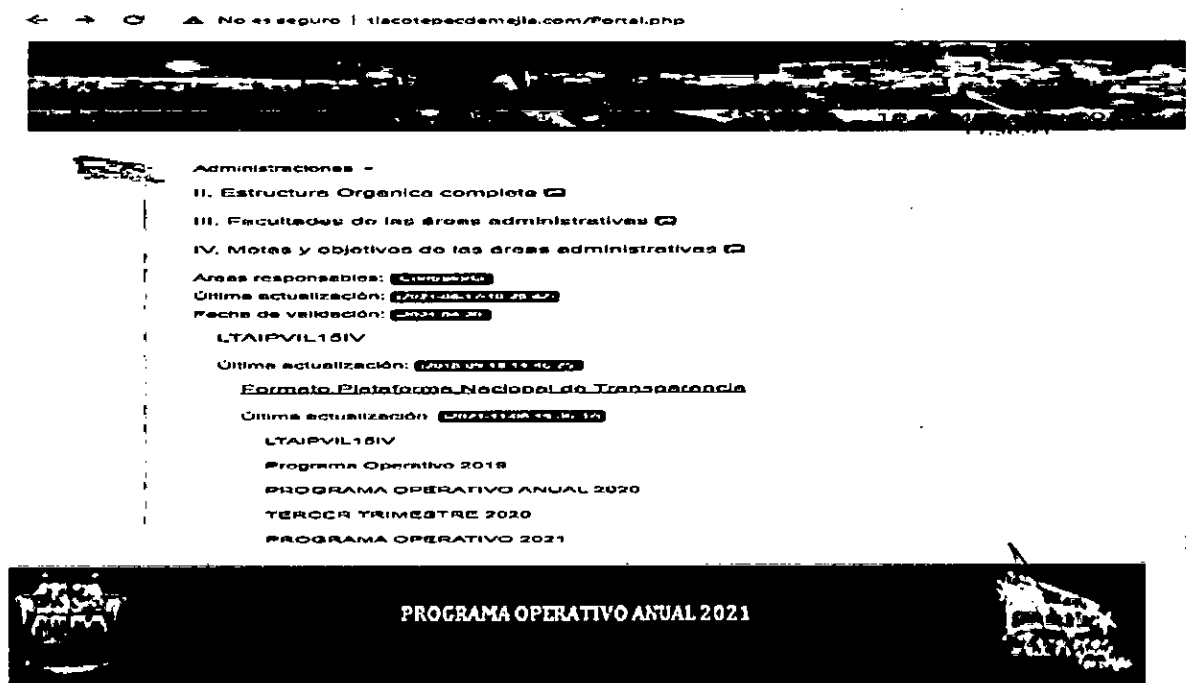 No es seguro | tlacotepecdemejia.com/Portal.php
Administraciones
II. Estructura Organica completa
III. Facultades de las áreas administrativas
IV. Metas y objetivos de las áreas administrativas
Areas responsables:
Última actualización:
Fecha de validación:
LTAIPVIL15IV
Última actualización:
Formato Plataforma Nacional de Transparencia
Última actualización
LTAIPVIL15IV
Programa Operativo 2019
PROGRAMA OPERATIVO ANUAL 2020
TERCER TRIMESTRE 2020
PROGRAMA OPERATIVO 2021
PROGRAMA OPERATIVO ANUAL 2021